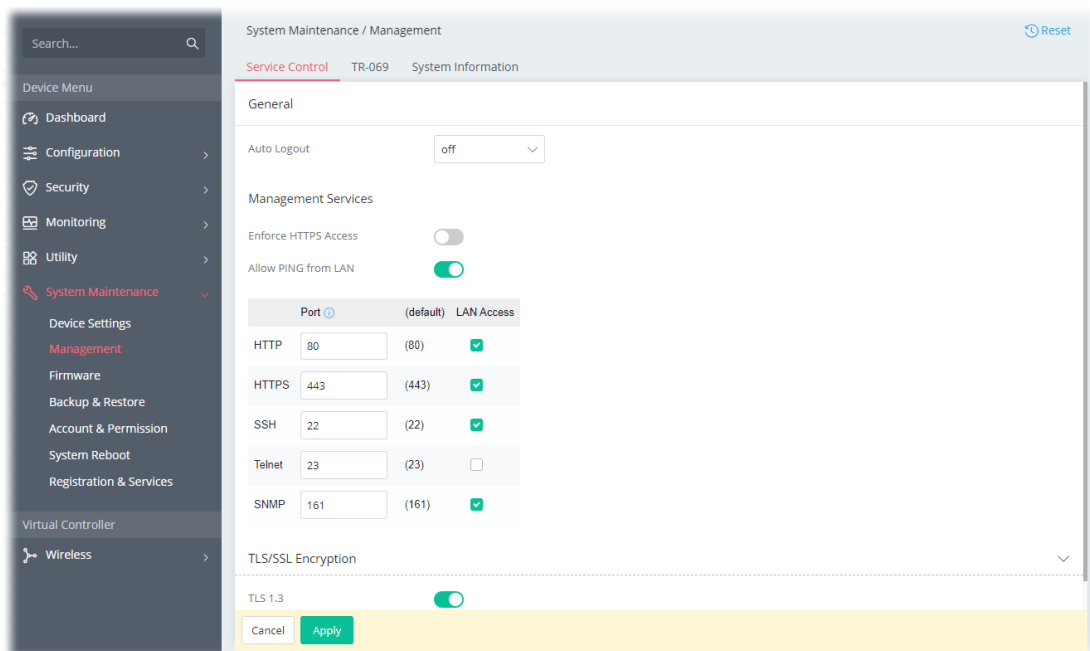 Search...
Device Menu
Dashboard
Configuration
Security
Monitoring
Utility
System Maintenance
Device Settings
Management
Firmware
Backup & Restore
Account & Permission
System Reboot
Registration & Services
Virtual Controller
Wireless
System Maintenance / Management
Reset
Service Control TR-069 System Information
General
Auto Logout off
Management Services
Enforce HTTPS Access
Allow PING from LAN
Port (default) LAN Access
HTTP 80 (80)
HTTPS 443 (443)
SSH 22 (22)
Telnet 23 (23)
SNMP 161 (161)
TLS/SSL Encryption
TLS 1.3
Cancel Apply